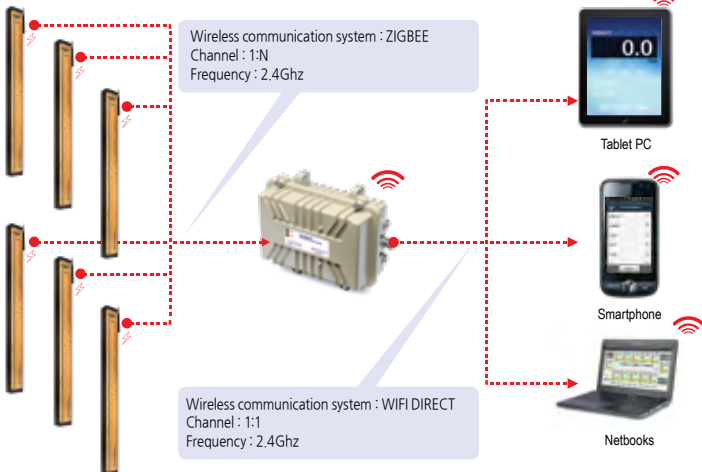 Wireless communication system : ZIGBEE
Channel : 1:N
Frequency : 2.4Ghz
0.0
Tablet PC
Smartphone
Wireless communication system : WIFI DIRECT
Channel : 1:1
Frequency : 2.4Ghz
Netbooks